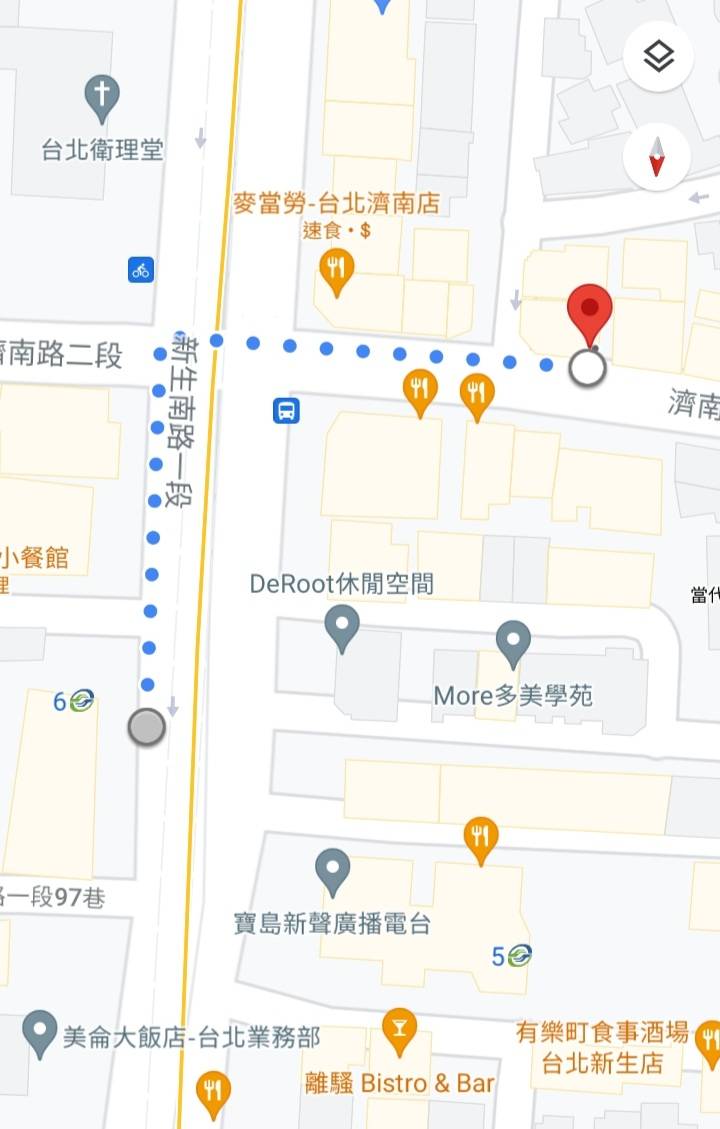 台北衛理堂
麥當勞-台北濟南店
速食・$
濟南路二段
新生南路一段
濟南
小餐館
理
DeRoot休閒空間
當代
6
More多美學苑
路一段97巷
寶島新聲廣播電台
5
美侖大飯店-台北業務部
有樂町食事酒場
台北新生店
離騷 Bistro & Bar